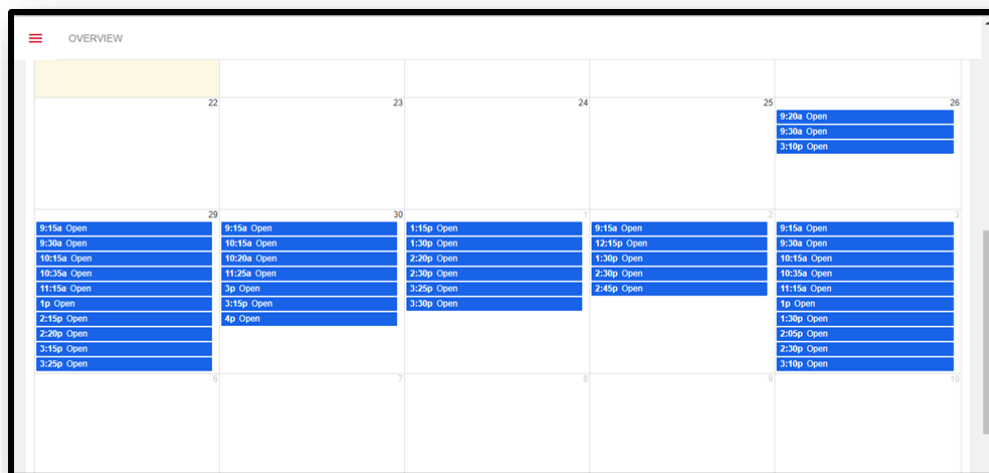 OVERVIEW
22 23 24 25 26
9:20a Open
9:30a Open
3:10p Open
29 30 1 2 3
9:15a Open
9:30a Open
10:15a Open
10:35a Open
11:15a Open
1p Open
2:15p Open
2:20p Open
3:15p Open
3:25p Open
9:15a Open
10:15a Open
10:20a Open
11:25a Open
3p Open
3:15p Open
4p Open
1:15p Open
1:30p Open
2:20p Open
2:30p Open
3:25p Open
3:30p Open
9:15a Open
12:15p Open
1:30p Open
2:30p Open
2:45p Open
9:15a Open
9:30a Open
10:15a Open
10:35a Open
11:15a Open
1p Open
1:30p Open
2:05p Open
2:30p Open
3:10p Open
6 7 8 9 10